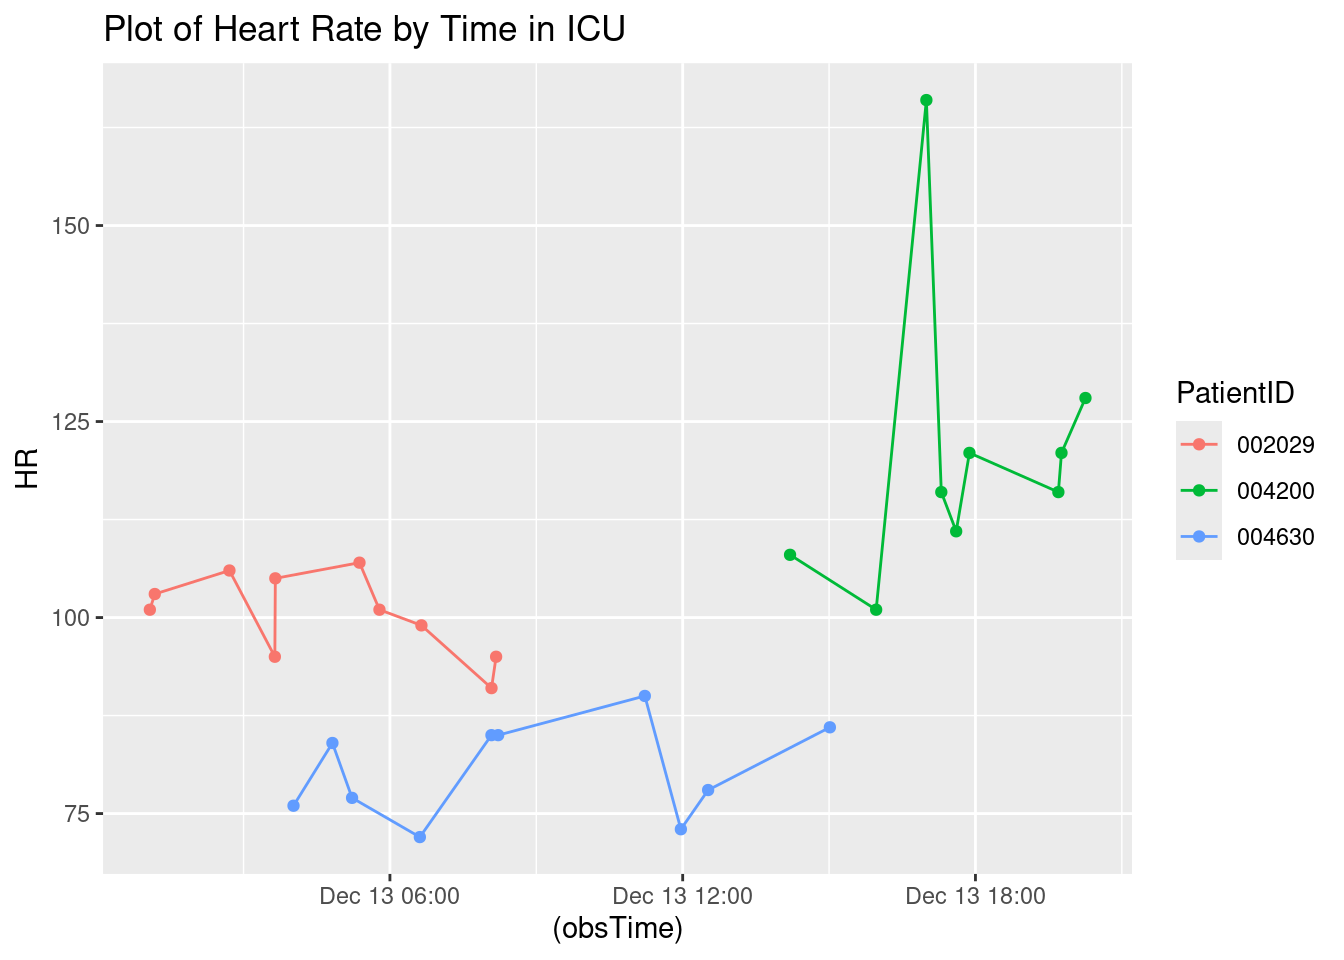 Plot of Heart Rate by Time in ICU
HR
150
125
100
75
Dec 13 06:00
Dec 13 12:00
Dec 13 18:00
(obsTime)
PatientID
002029
004200
004630